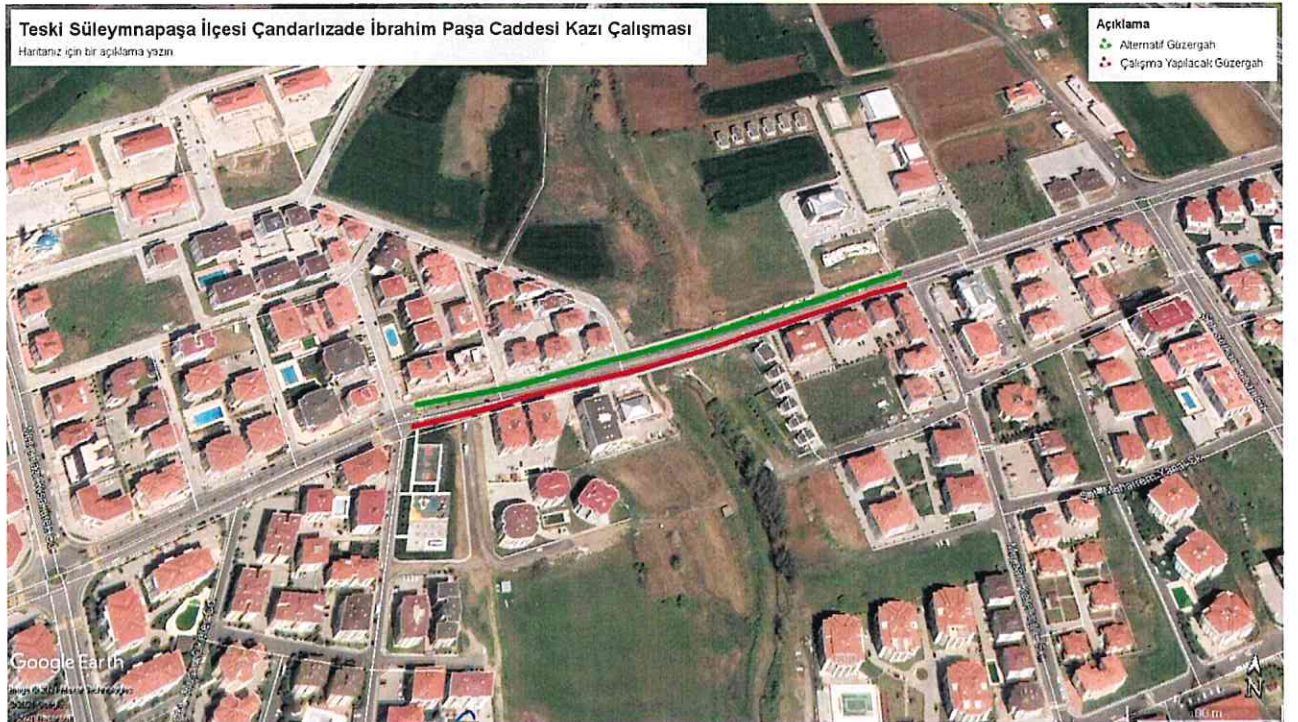 Teski Süleymnapaşa İlçesi Çandarlızade İbrahim Paşa Caddesi Kazı Çalışması
Haritanız için bir açıklama yazın.
Açıklama
Alternatif Güzergah
Çalışma Yapılacak Güzergah
Google Earth
N